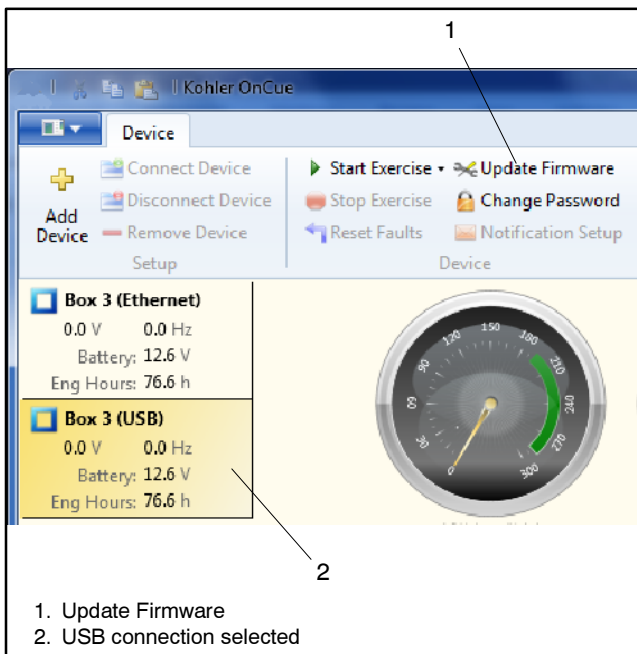 1
Kohler OnCue
Device
Add Device
Connect Device
Disconnect Device
Remove Device
Setup
Start Exercise
Stop Exercise
Reset Faults
Update Firmware
Change Password
Notification Setup
Device
Box 3 (Ethernet)
0.0 V 0.0 Hz
Battery: 12.6 V
Eng Hours: 76.6 h
Box 3 (USB)
0.0 V 0.0 Hz
Battery: 12.6 V
Eng Hours: 76.6 h
0 30 60 90 120 150 180 210 240 270 300
2
1. Update Firmware
2. USB connection selected